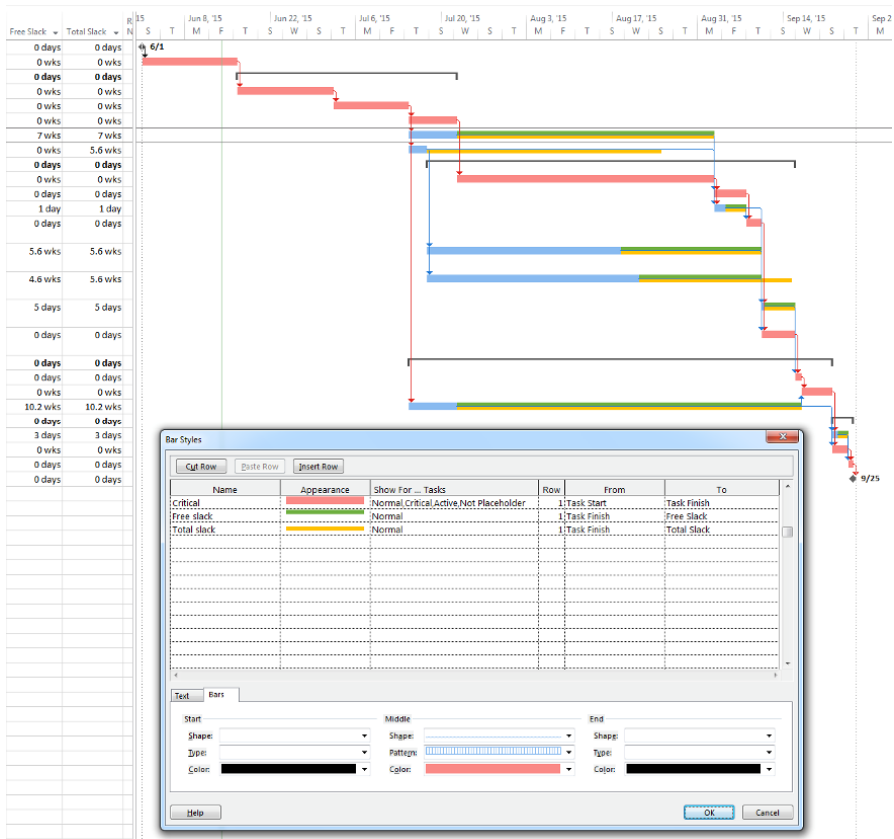 '15 Jun 8, '15 Jun 22, '15 Jul 6, '15 Jul 20, '15 Aug 3, '15 Aug 17, '15 Aug 31, '15 Sep 14, '15 Sep 2
Free Slack Total Slack N S T M F T S W S T M F T S W S T M F T S W S T M
0 days 0 days 6/1
0 wks 0 wks
0 days 0 days
0 wks 0 wks
0 wks 0 wks
0 wks 0 wks
7 wks 7 wks
0 wks 5.6 wks
0 days 0 days
0 wks 0 wks
0 days 0 days
1 day 1 day
0 days 0 days
5.6 wks 5.6 wks
4.6 wks 5.6 wks
5 days 5 days
0 days 0 days
0 days 0 days
0 days 0 days
0 wks 0 wks
10.2 wks 10.2 wks
0 days 0 days
3 days 3 days
0 wks 0 wks
0 days 0 days
0 days 0 days 9/25
Bar Styles
Cut Row Paste Row Insert Row
Name Appearance Show For ... Tasks Row From To
Critical Normal,Critical,Active,Not Placeholder 1 Task Start Task Finish
Free slack Normal 1 Task Finish Free Slack
Total slack Normal 1 Task Finish Total Slack
Text Bars
Start Middle End
Shape: Shape: Shape:
Type: Pattern: Type:
Color: Color: Color:
Help OK Cancel